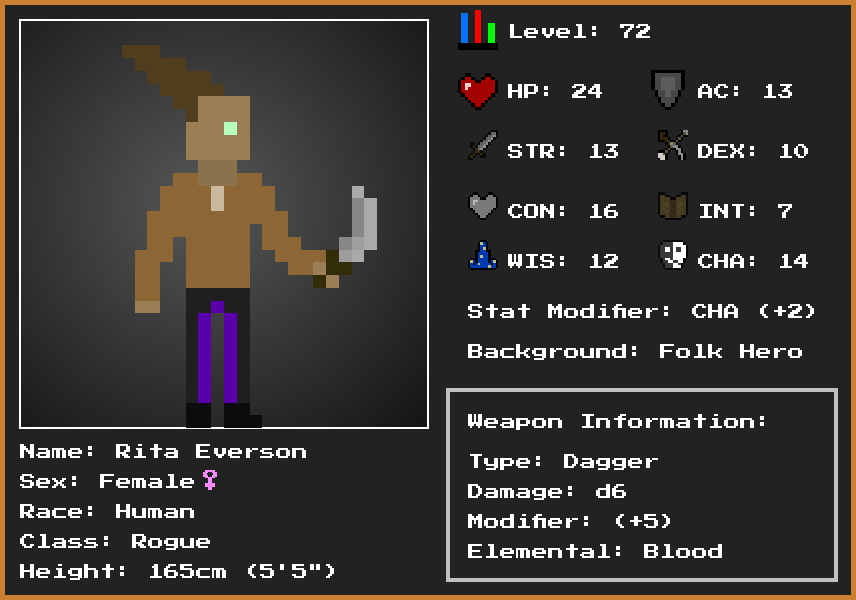 Level: 72
HP: 24 AC: 13
STR: 13 DEX: 10
CON: 16 INT: 7
WIS: 12 CHA: 14
Stat Modifier: CHA (+2)
Background: Folk Hero
Weapon Information:
Type: Dagger
Damage: d6
Modifier: (+5)
Elemental: Blood
Name: Rita Everson
Sex: Female♀
Race: Human
Class: Rogue
Height: 165cm (5'5")